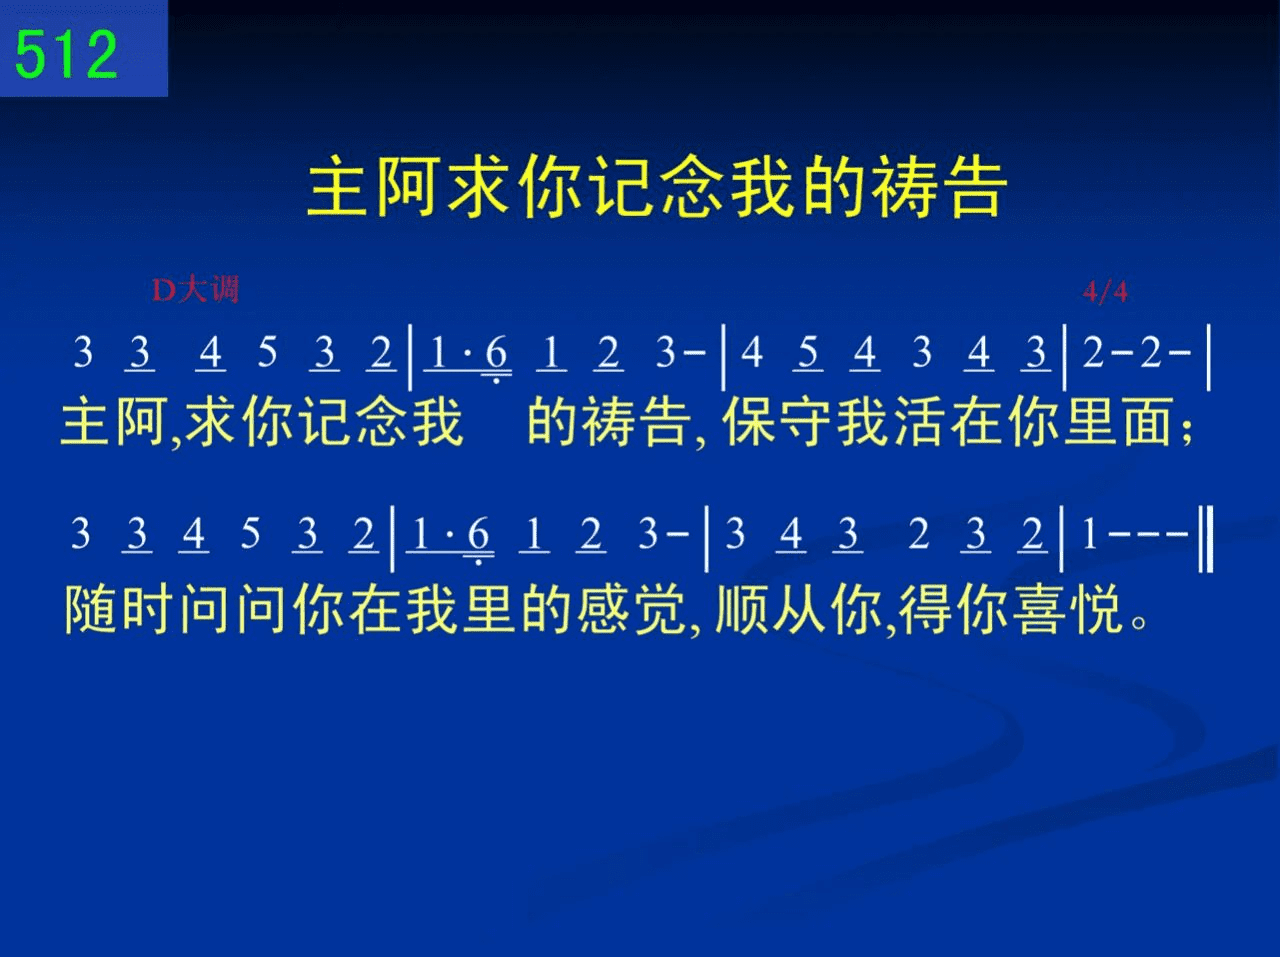 512
主阿求你记念我的祷告
D大调 4/4
3 3 4 5 3 2|1·6 1 2 3-|4 5 4 3 4 3|2-2-|
主阿,求你记念我 的祷告,保守我活在你里面;
3 3 4 5 3 2|1·6 1 2 3-|3 4 3 2 3 2|1---‖
随时问问你在我里的感觉,顺从你,得你喜悦。